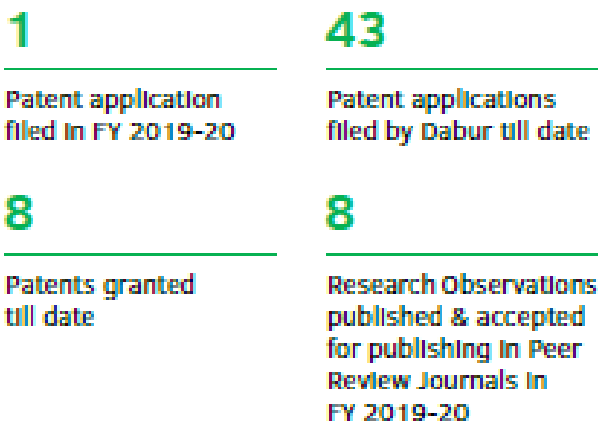 1
Patent application
filed in FY 2019-20
43
Patent applications
filed by Dabur till date
8
Patents granted
till date
8
Research Observations
published & accepted
for publishing in Peer
Review Journals in
FY 2019-20